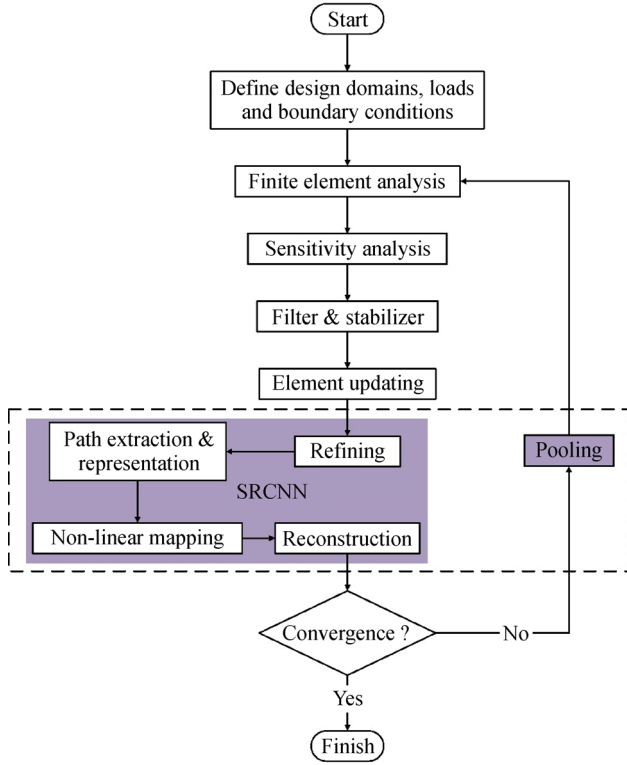 Start
Define design domains, loads
and boundary conditions
Finite element analysis
Sensitivity analysis
Filter & stabilizer
Element updating
Path extraction &
representation
Refining
Pooling
SRCNN
Non-linear mapping
Reconstruction
Convergence ?
No
Yes
Finish